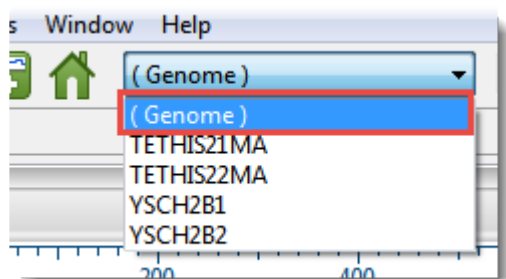 s Window Help
( Genome )
( Genome )
TETHIS21MA
TETHIS22MA
YSCH2B1
YSCH2B2
200 400